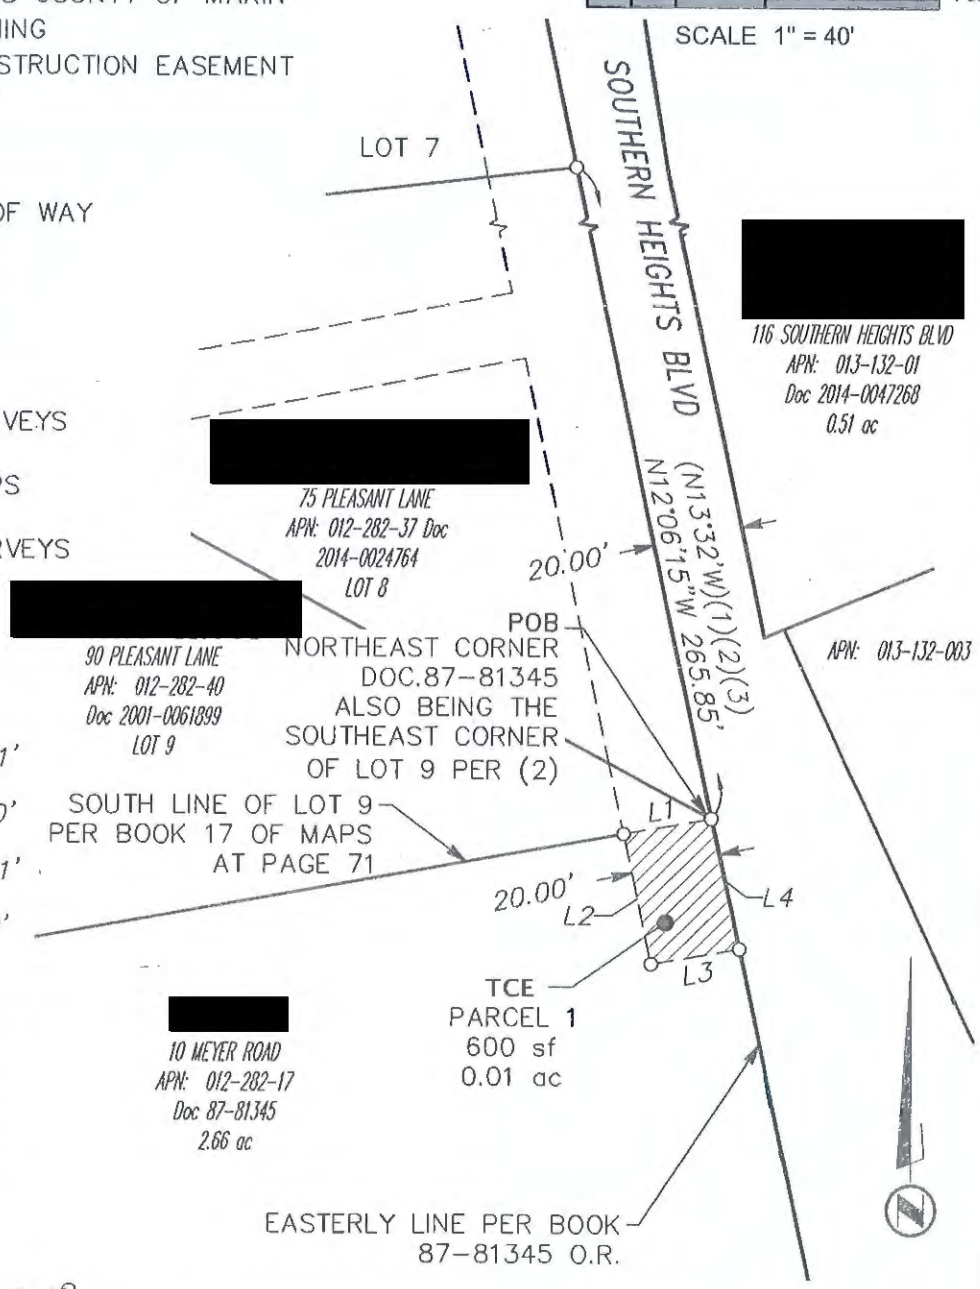 COUNTY OF MARIN
STRUCTION EASEMENT
SCALE 1" = 40'
LOT 7
OF WAY
SOUTHERN HEIGHTS BLVD
116 SOUTHERN HEIGHTS BLVD
APN: 013-132-01
Doc 2014-0047268
0.51 ac
VEYS
75 PLEASANT LANE
APN: 012-282-37 Doc
2014-0024764
LOT 8
RVEYS
(N13°32'W)(1)(2)(3)
N12°06'15"W 265.85'
20.00'
90 PLEASANT LANE
APN: 012-282-40
Doc 2001-0061899
LOT 9
POB
NORTHEAST CORNER
DOC.87-81345
ALSO BEING THE
SOUTHEAST CORNER
OF LOT 9 PER (2)
APN: 013-132-003
SOUTH LINE OF LOT 9
PER BOOK 17 OF MAPS
AT PAGE 71
L1
20.00'
L2
L4
L3
TCE
PARCEL 1
600 sf
0.01 ac
10 MEYER ROAD
APN: 012-282-17
Doc 87-81345
2.66 ac
EASTERLY LINE PER BOOK
87-81345 O.R.
N